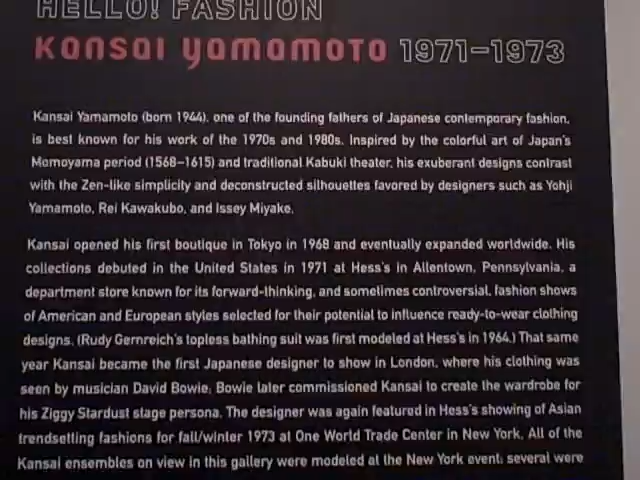 HELLO! FASHION
Kansai Yamamoto 1971–1973
Kansai Yamamoto (born 1944), one of the founding fathers of Japanese contemporary fashion,
is best known for his work of the 1970s and 1980s. Inspired by the colorful art of Japan's
Momoyama period (1568–1615) and traditional Kabuki theater, his exuberant designs contrast
with the Zen-like simplicity and deconstructed silhouettes favored by designers such as Yohji
Yamamoto, Rei Kawakubo, and Issey Miyake.
Kansai opened his first boutique in Tokyo in 1968 and eventually expanded worldwide. His
collections debuted in the United States in 1971 at Hess's in Allentown, Pennsylvania, a
department store known for its forward-thinking, and sometimes controversial, fashion shows
of American and European styles selected for their potential to influence ready-to-wear clothing
designs. (Rudy Gernreich's topless bathing suit was first modeled at Hess's in 1964.) That same
year Kansai became the first Japanese designer to show in London, where his clothing was
seen by musician David Bowie; Bowie later commissioned Kansai to create the wardrobe for
his Ziggy Stardust stage persona. The designer was again featured in Hess's showing of Asian
trendsetting fashions for fall/winter 1973 at One World Trade Center in New York. All of the
Kansai ensembles on view in this gallery were modeled at the New York event; several were